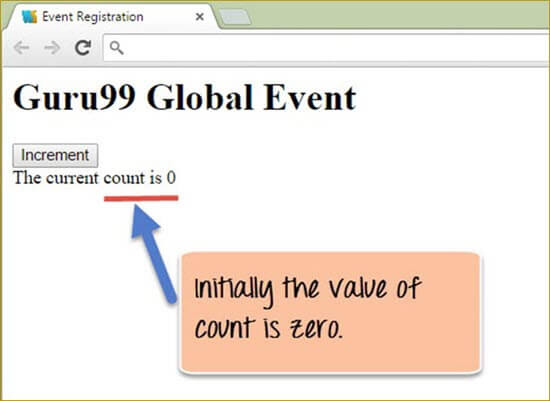 Event Registration
Guru99 Global Event
Increment
The current count is 0
Initially the value of
count is zero.